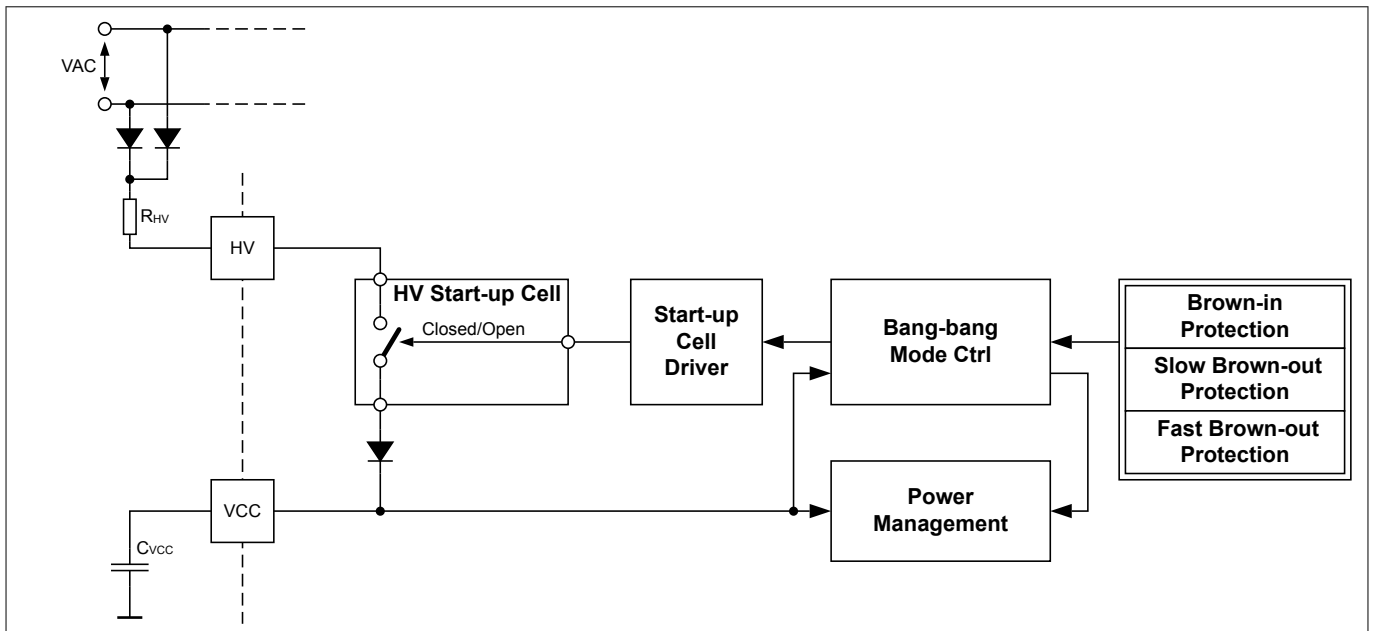 VAC
RHV
HV
HV Start-up Cell
Closed/Open
Start-up
Cell
Driver
Bang-bang
Mode Ctrl
Brown-in
Protection
Slow Brown-out
Protection
Fast Brown-out
Protection
VCC
Power
Management
CVCC